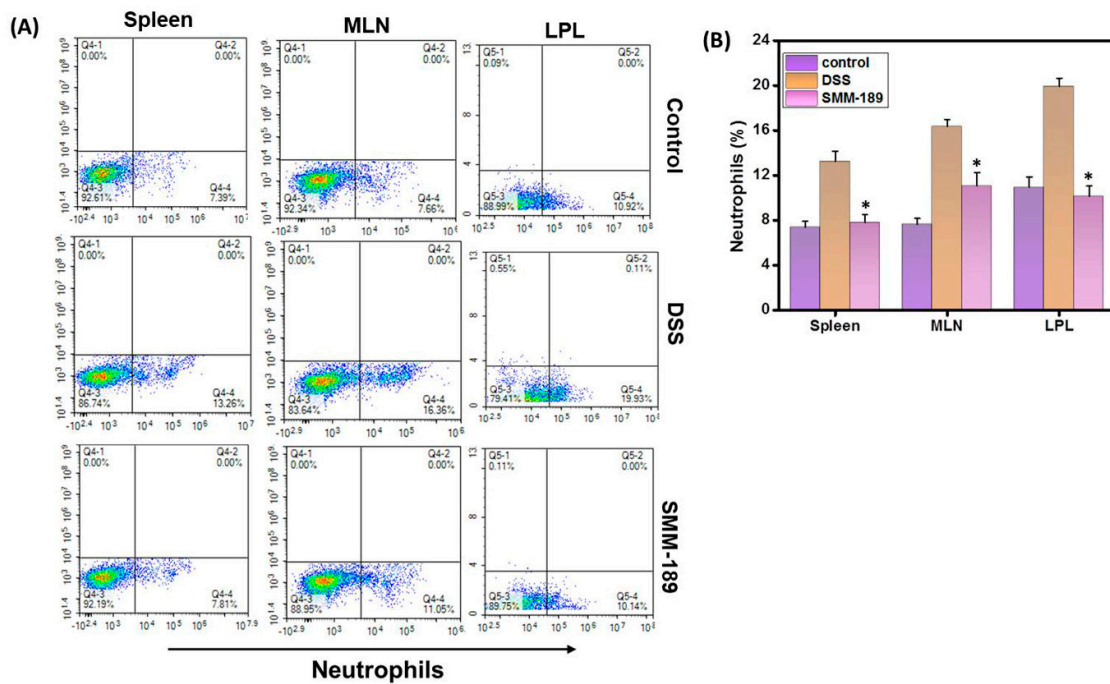 (A)
Spleen
MLN
LPL
Q4-1
0.00%
Q4-2
0.00%
Q4-3
92.61%
Q4-4
7.39%
Q4-1
0.00%
Q4-2
0.00%
Q4-3
92.34%
Q4-4
7.66%
Q5-1
0.09%
Q5-2
0.00%
Q5-3
88.99%
Q5-4
10.92%
Control
Q4-1
0.00%
Q4-2
0.00%
Q4-3
86.74%
Q4-4
13.26%
Q4-1
0.00%
Q4-2
0.00%
Q4-3
83.64%
Q4-4
16.36%
Q5-1
0.55%
Q5-2
0.11%
Q5-3
79.41%
Q5-4
19.93%
DSS
Q4-1
0.00%
Q4-2
0.00%
Q4-3
92.19%
Q4-4
7.81%
Q4-1
0.00%
Q4-2
0.00%
Q4-3
88.95%
Q4-4
11.05%
Q5-1
0.11%
Q5-2
0.00%
Q5-3
89.75%
Q5-4
10.14%
SMM-189
Neutrophils
(B)
Neutrophils (%)
24
20
16
12
8
4
0
control
DSS
SMM-189
*
*
*
Spleen MLN LPL